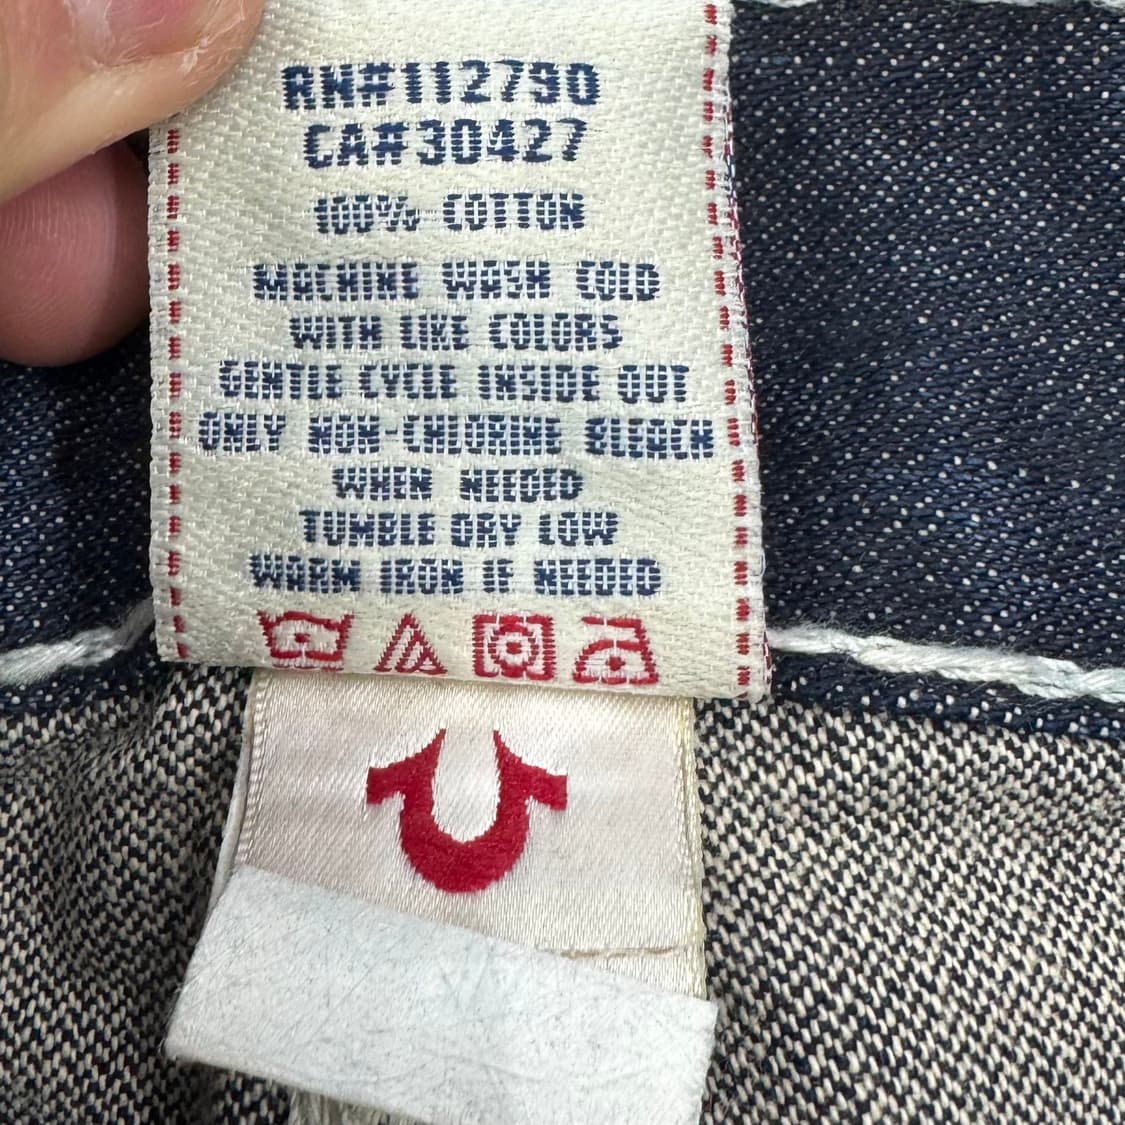 RN#112790
CA#30427
100% COTTON
MACHINE WASH COLD
WITH LIKE COLORS
GENTLE CYCLE INSIDE OUT
ONLY NON-CHLORINE BLEACH
WHEN NEEDED
TUMBLE DRY LOW
WARM IRON IF NEEDED